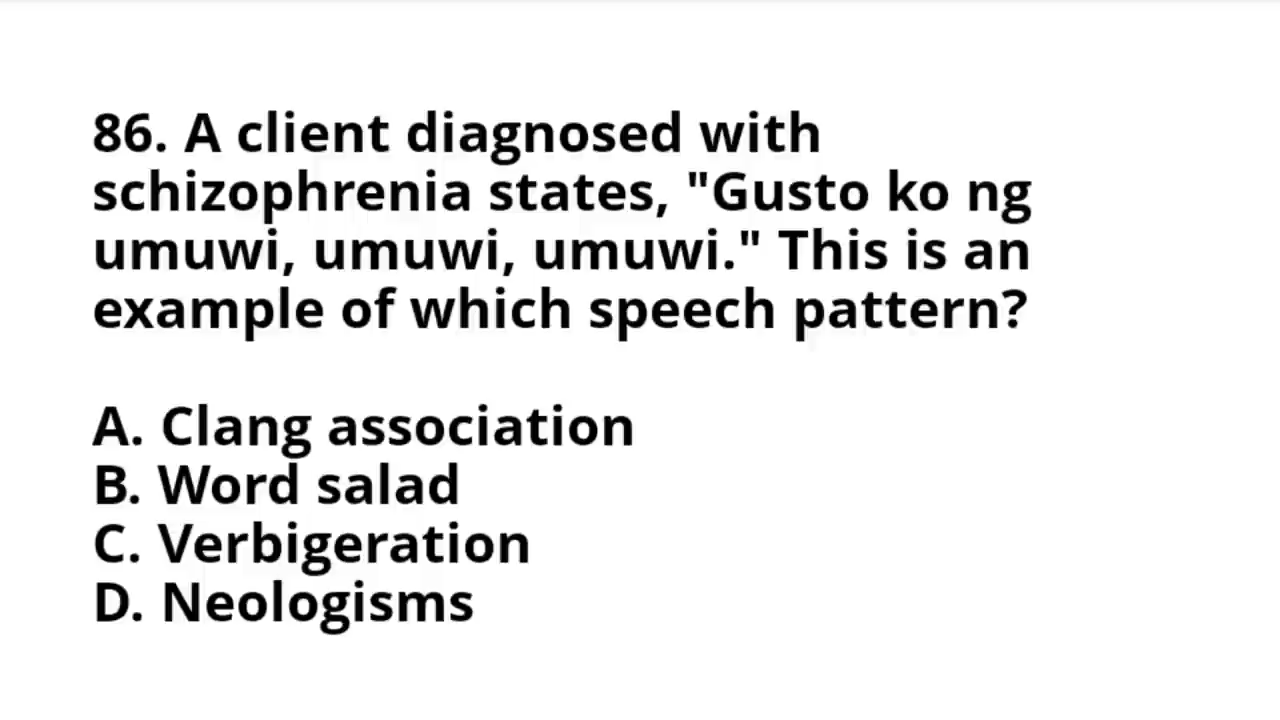 86. A client diagnosed with
schizophrenia states, "Gusto ko ng
umuwi, umuwi, umuwi." This is an
example of which speech pattern?
A. Clang association
B. Word salad
C. Verbigeration
D. Neologisms